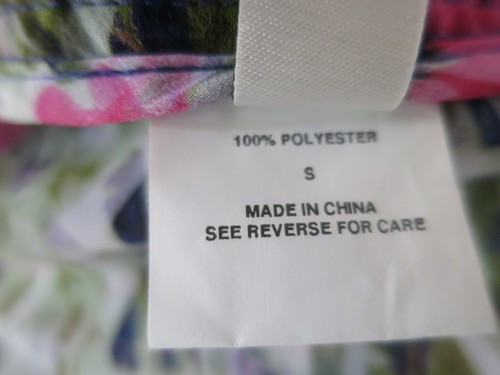 100% POLYESTER
S
MADE IN CHINA
SEE REVERSE FOR CARE